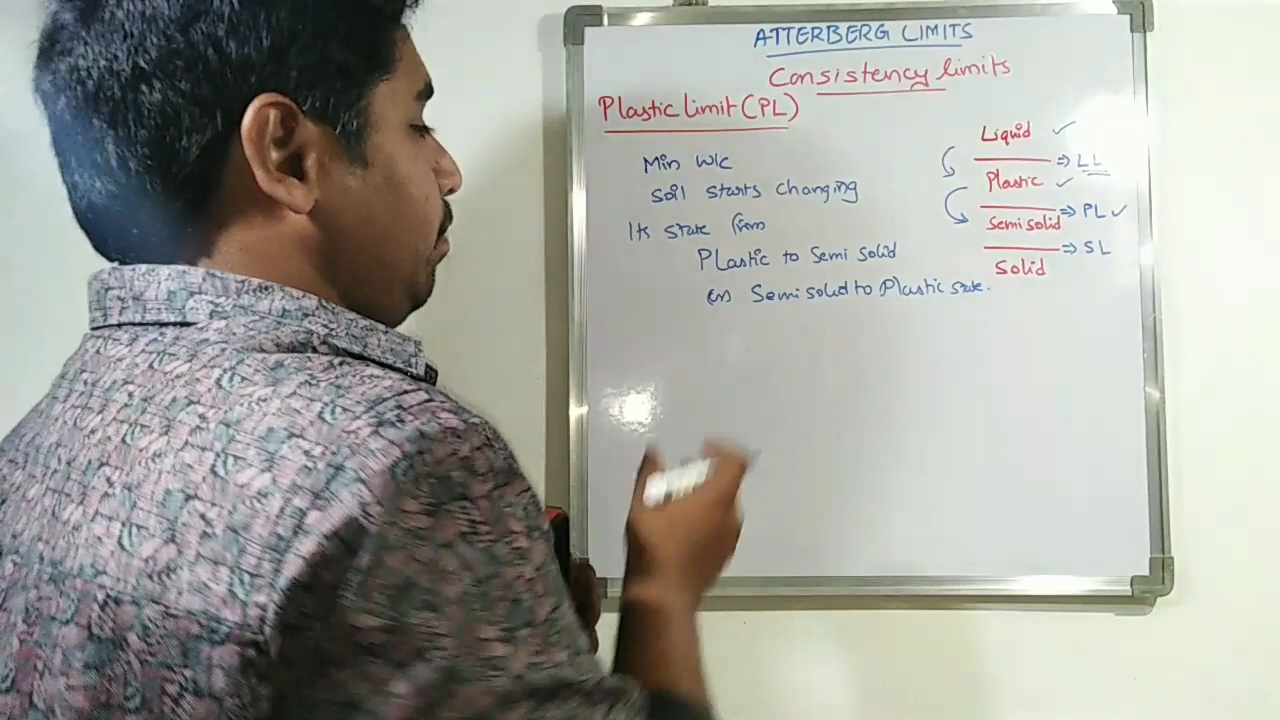 ATTERBERG LIMITS
Consistency limits
Plastic Limit (PL)
Min W/C
Soil starts changing
Its state from
Plastic to Semi solid
(or) Semi solid to Plastic state.
Liquid ✓
⇒ LL
Plastic ✓
⇒ PL ✓
Semi solid
⇒ SL
Solid